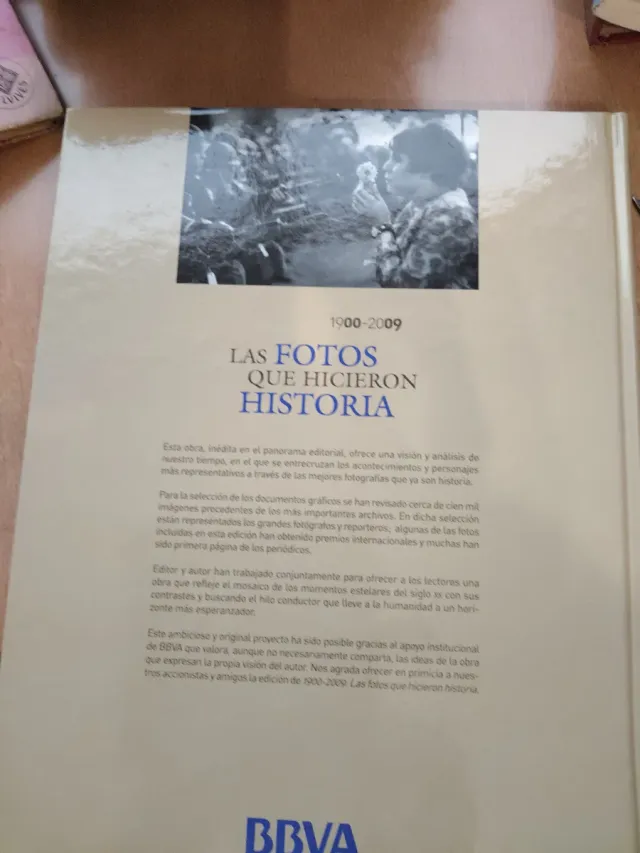 1900-2009
LAS FOTOS
QUE HICIERON
HISTORIA
Esta obra, inédita en el panorama editorial, ofrece una visión y análisis de
nuestro tiempo, en el que se entrecruzan los acontecimientos y personajes
más representativos a través de las mejores fotografías que ya son historia.
Para la selección de los documentos gráficos se han revisado cerca de cien mil
imágenes procedentes de los más importantes archivos. En dicha selección
están representados los grandes fotógrafos y reporteros; algunas de las fotos
incluidas en esta edición han obtenido premios internacionales y muchas han
sido primera página de los periódicos.
Editor y autor han trabajado conjuntamente para ofrecer a los lectores una
obra que refleje el mosaico de los momentos estelares del siglo XX con sus
contrastes y buscando el hilo conductor que lleve a la humanidad a un hori-
zonte más esperanzador.
Este ambicioso y original proyecto ha sido posible gracias al apoyo institucional
de BBVA que valora, aunque no necesariamente comparta, las ideas de la obra
que expresan la propia visión del autor. Nos agrada ofrecer en primicia a nues-
tros accionistas y amigos la edición de 1900-2009. Las fotos que hicieron historia.
BBVA